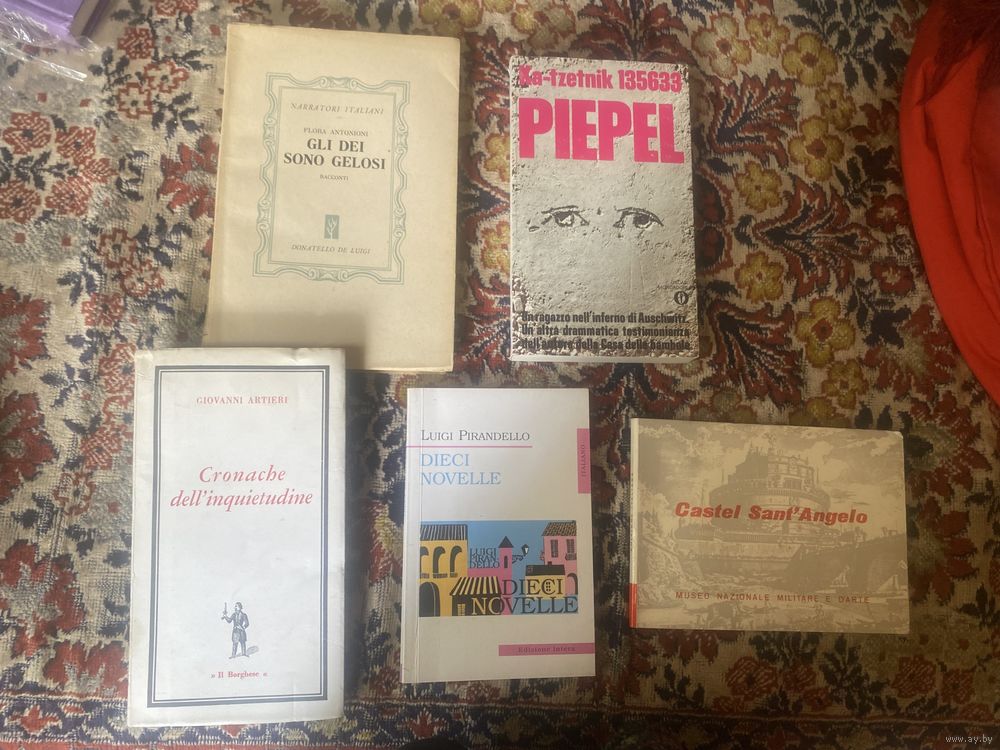 NARRATORI ITALIANI
FLORA ANTONIONI
GLI DEI
SONO GELOSI
RACCONTI
DONATELLO DE LUIGI
Ka-tzetnik 135633
PIEPEL
OSCAR
MONDADORI
Un ragazzo nell'inferno di Auschwitz
Un'altra drammatica testimonianza
dell'autore della Casa delle bambole
GIOVANNI ARTIERI
Cronache
dell'inquietudine
» Il Borghese «
LUIGI PIRANDELLO
DIECI
NOVELLE
ITALIANO
LUIGI
PIRAN-
DELLO
DIECI
NOVELLE
Edizione Intera
Castel Sant'Angelo
MUSEO NAZIONALE MILITARE E D'ARTE
www.ay.by